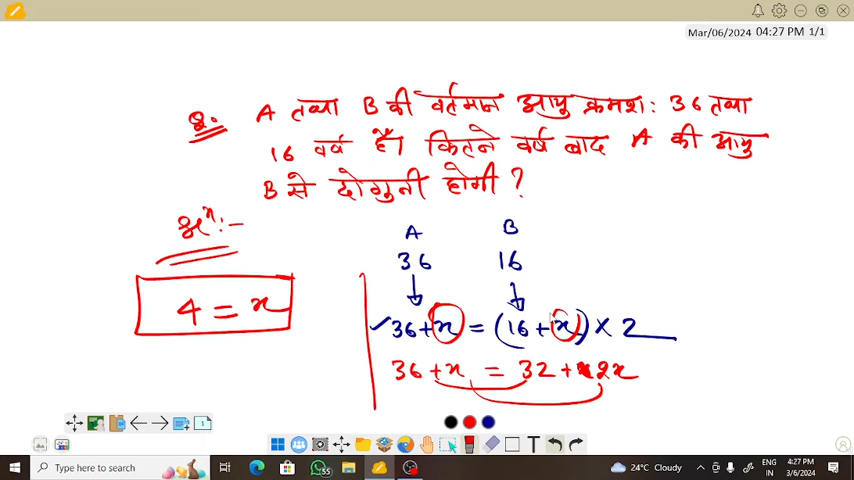 Mar/06/2024 04:27 PM 1/1
Q. A तथा B की वर्तमान आयु क्रमश: 36 तथा
16 वर्ष हैं। कितने वर्ष बाद A की आयु
B से दोगुनी होगी ?
A B
36 16
4 = x
36+x = (16+x) × 2
36+x = 32+2x
T
Type here to search
55
24°C Cloudy
ENG
IN
4:27 PM
3/6/2024